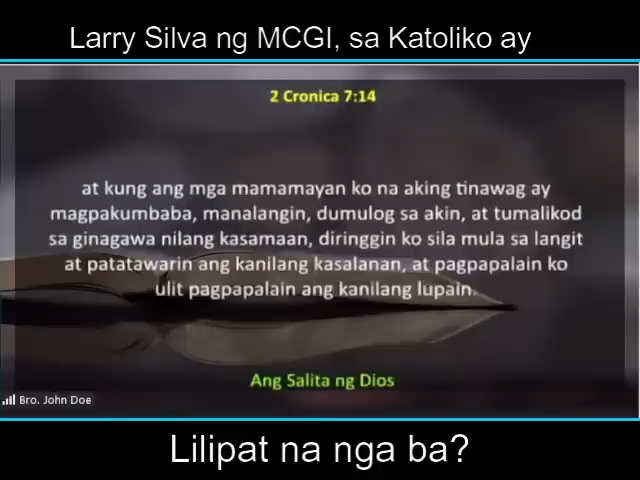 Larry Silva ng MCGI, sa Katoliko ay
2 Cronica 7:14
at kung ang mga mamamayan ko na aking tinawag ay
magpakumbaba, manalangin, dumulog sa akin, at tumalikod
sa ginagawa nilang kasamaan, diringgin ko sila mula sa langit
at patatawarin ang kanilang kasalanan, at pagpapalain ko
ulit pagpapalain ang kanilang lupain.
Ang Salita ng Dios
Bro. John Doe
Lilipat na nga ba?